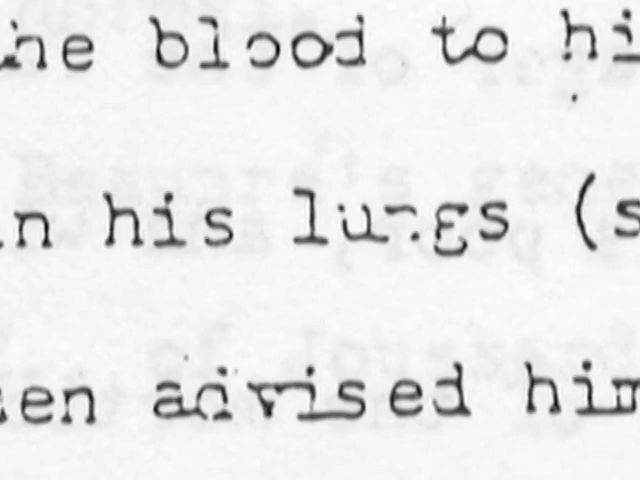 he blood to hi
n his lungs (s
en advised him